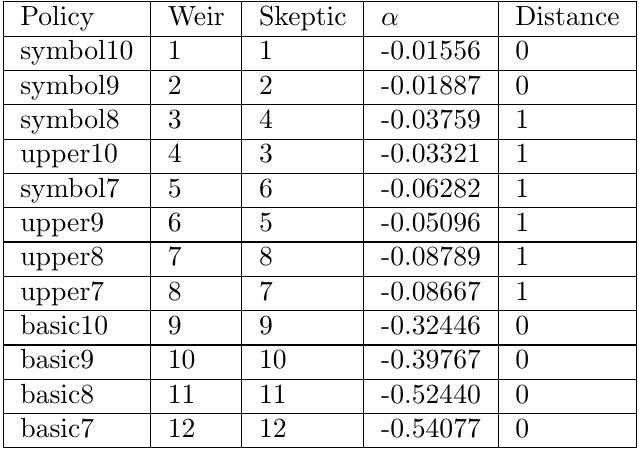 Policy Weir Skeptic α Distance
symbol10 1 1 -0.01556 0
symbol9 2 2 -0.01887 0
symbol8 3 4 -0.03759 1
upper10 4 3 -0.03321 1
symbol7 5 6 -0.06282 1
upper9 6 5 -0.05096 1
upper8 7 8 -0.08789 1
upper7 8 7 -0.08667 1
basic10 9 9 -0.32446 0
basic9 10 10 -0.39767 0
basic8 11 11 -0.52440 0
basic7 12 12 -0.54077 0